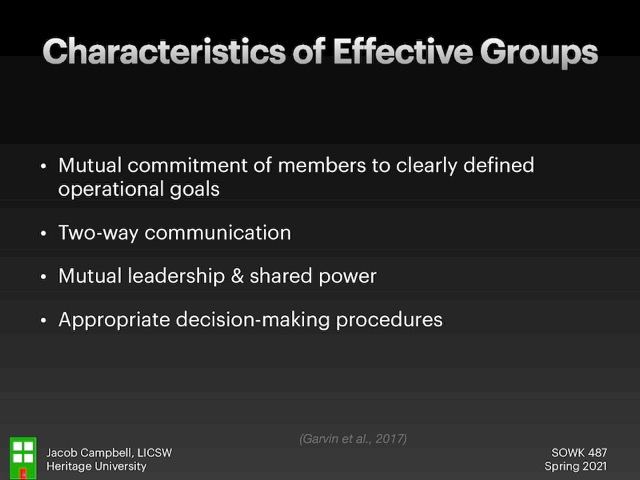 Characteristics of Effective Groups
• Mutual commitment of members to clearly defined
operational goals
• Two-way communication
• Mutual leadership & shared power
• Appropriate decision-making procedures
(Garvin et al., 2017)
Jacob Campbell, LICSW
Heritage University
SOWK 487
Spring 2021